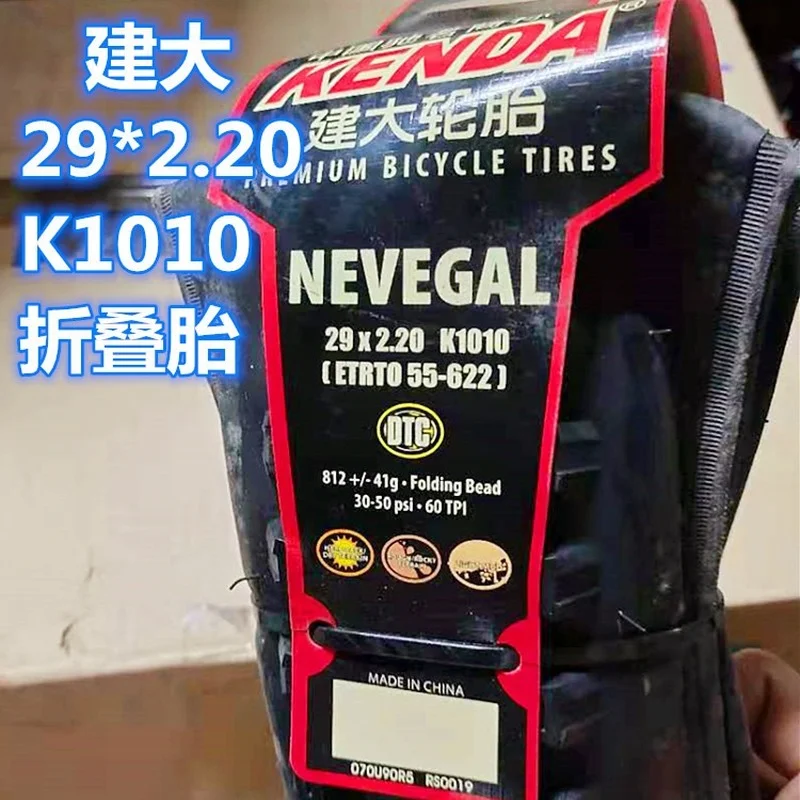 建大
29*2.20
K1010
折叠胎
KENDA®
建大轮胎
PREMIUM BICYCLE TIRES
NEVEGAL
29 x 2.20 K1010
( ETRTO 55-622 )
DTC
812 +/- 41g • Folding Bead
30-50 psi • 60 TPI
MADE IN CHINA
070U90R5 RS0019